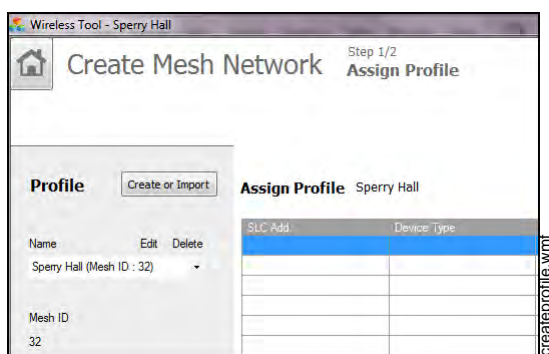 Wireless Tool - Sperry Hall
Create Mesh Network
Step 1/2
Assign Profile
Profile
Create or Import
Assign Profile Sperry Hall
SLC Add.
Device Type
Name Edit Delete
Sperry Hall (Mesh ID : 32)
Mesh ID
32
createprofile.wmf